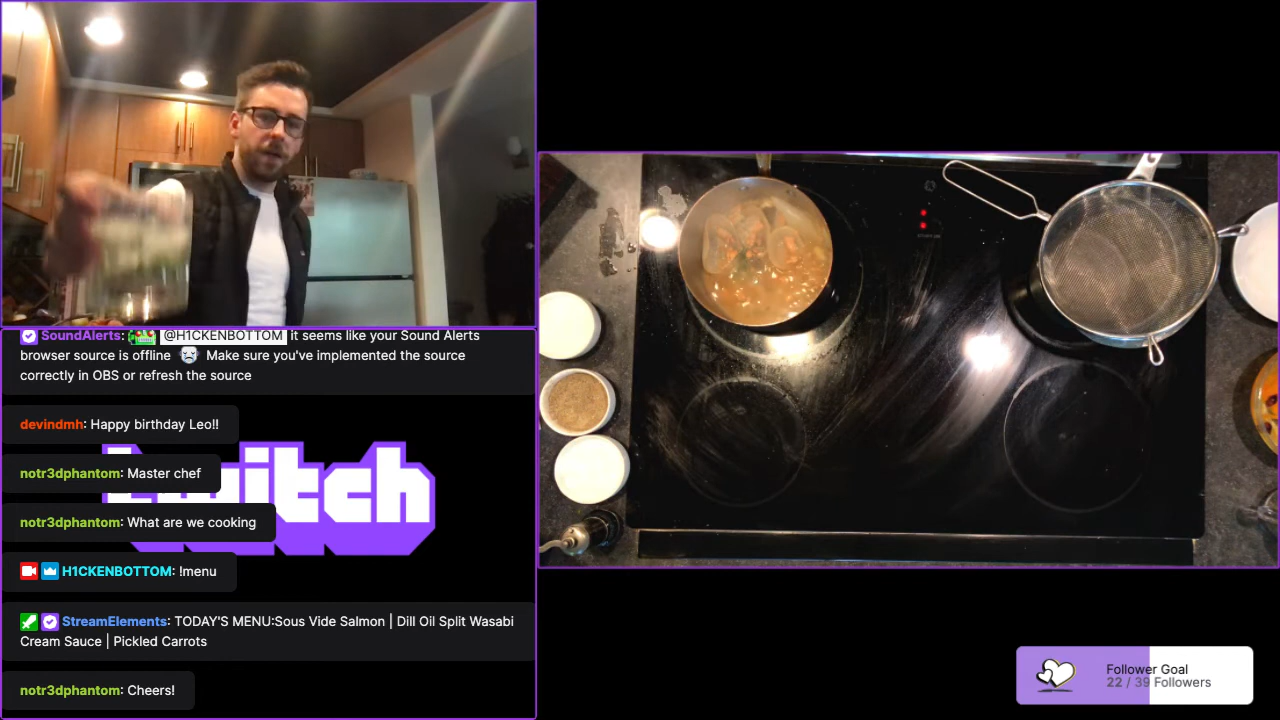 SoundAlerts: @H1CKENBOTTOM it seems like your Sound Alerts
browser source is offline Make sure you've implemented the source
correctly in OBS or refresh the source
devindmh: Happy birthday Leo!!
notr3dphantom: Master chef
twitch
notr3dphantom: What are we cooking
H1CKENBOTTOM: !menu
StreamElements: TODAY'S MENU:Sous Vide Salmon | Dill Oil Split Wasabi
Cream Sauce | Pickled Carrots
notr3dphantom: Cheers!
Follower Goal
22 / 39 Followers